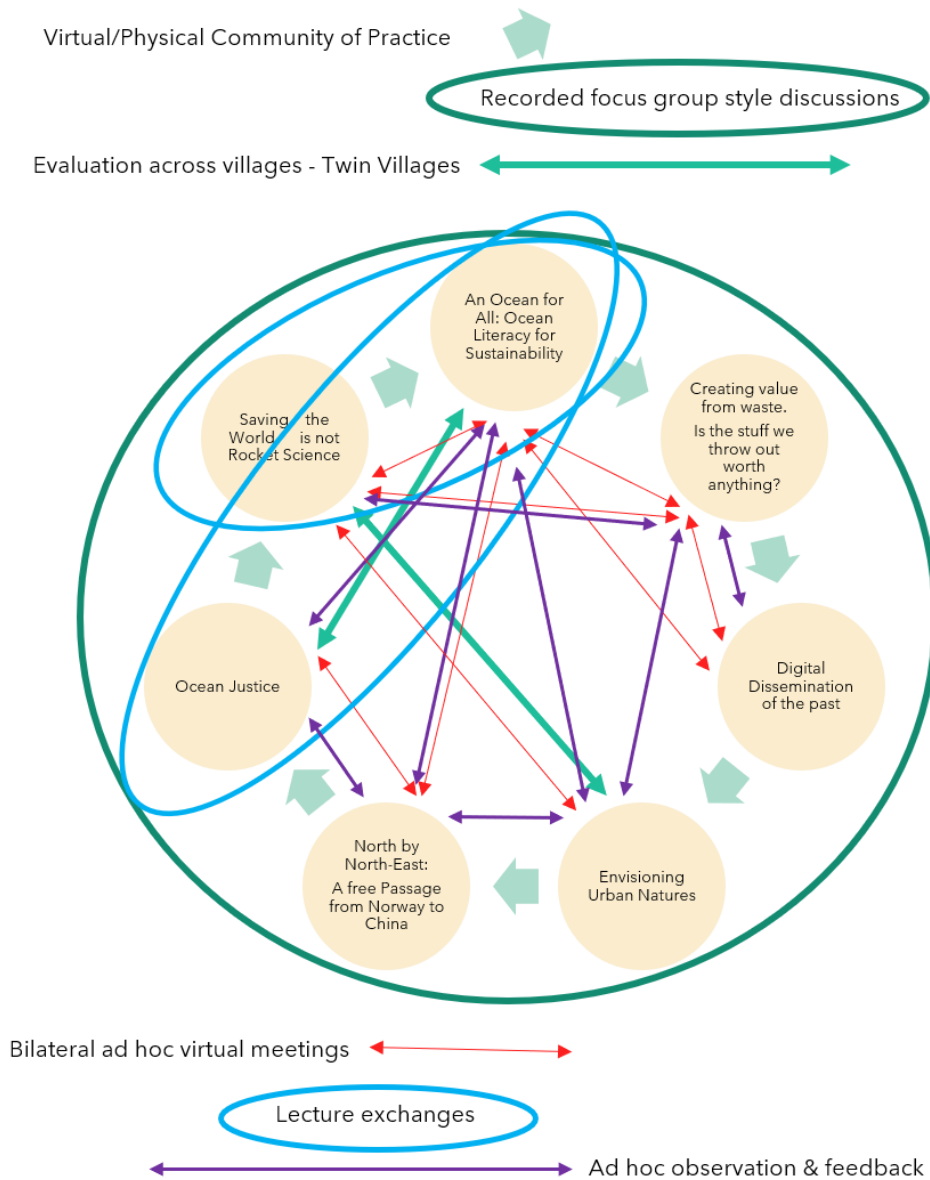 Virtual/Physical Community of Practice
Recorded focus group style discussions
Evaluation across villages - Twin Villages
An Ocean for
All: Ocean
Literacy for
Sustainability
Creating value
from waste.
Is the stuff we
throw out
worth
anything?
Saving the
World is not
Rocket Science
Ocean Justice
Digital
Dissemination
of the past
North by
North-East:
A free Passage
from Norway to
China
Envisioning
Urban Natures
Bilateral ad hoc virtual meetings
Lecture exchanges
Ad hoc observation & feedback